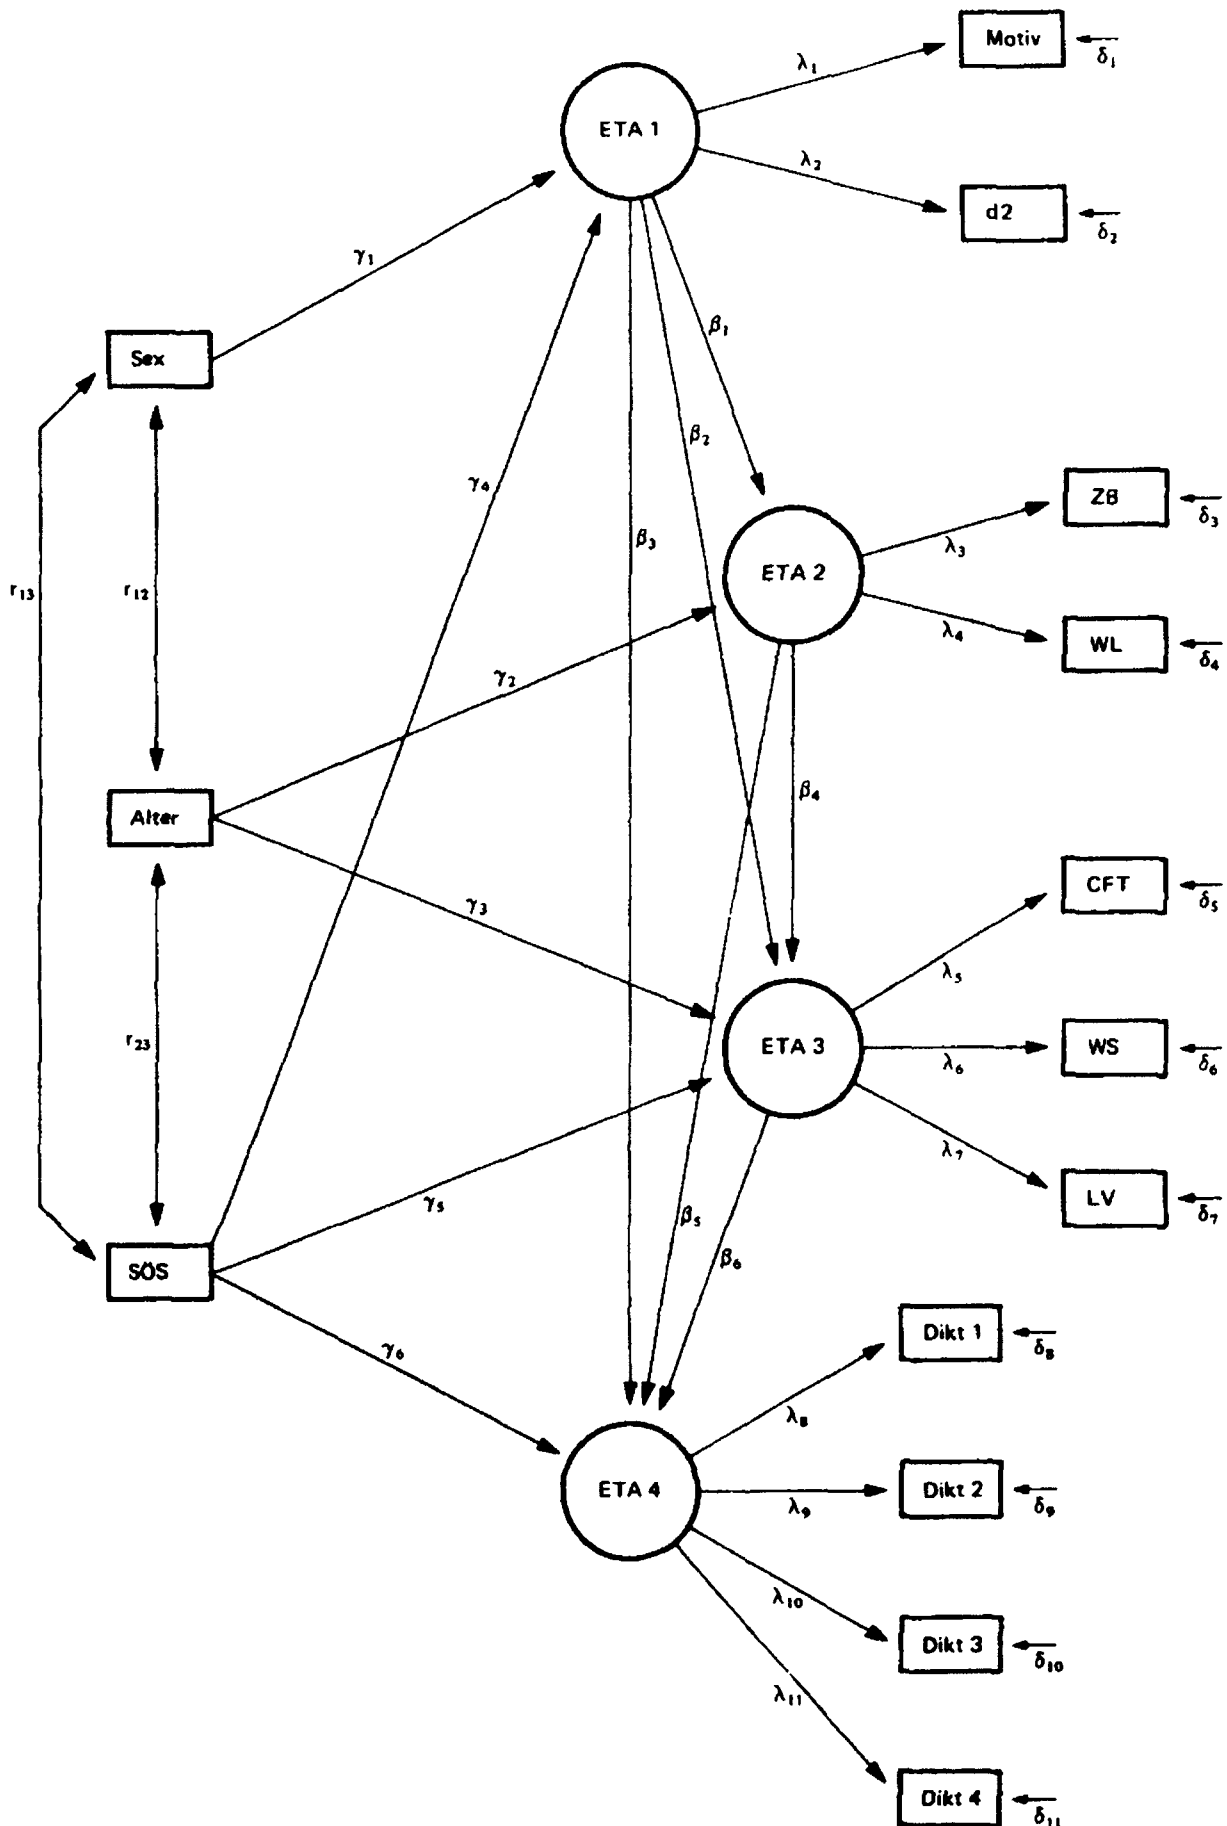 Motiv
δ₁
λ₁
ETA 1
λ₂
d2
δ₂
γ₁
Sex
β₁
β₂
γ₄
ZB
δ₃
β₃
λ₃
ETA 2
r₁₃
r₁₂
λ₄
WL
δ₄
γ₂
β₄
Alter
CFT
δ₅
γ₃
λ₅
r₂₃
ETA 3
WS
δ₆
λ₆
λ₇
LV
δ₇
γ₅
β₅
β₆
SÖS
γ₆
Dikt 1
δ₈
λ₈
ETA 4
Dikt 2
δ₉
λ₉
λ₁₀
Dikt 3
δ₁₀
λ₁₁
Dikt 4
δ₁₁